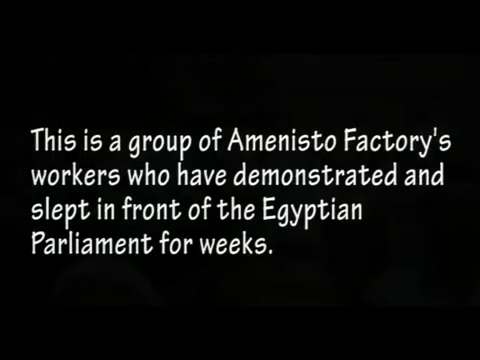 This is a group of Amenisto Factory's
workers who have demonstrated and
slept in front of the Egyptian
Parliament for weeks.